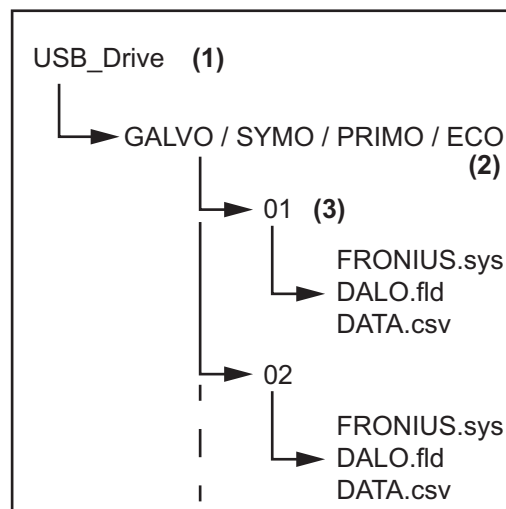 USB_Drive (1)
GALVO / SYMO / PRIMO / ECO
(2)
01 (3)
FRONIUS.sys
DALO.fld
DATA.csv
02
FRONIUS.sys
DALO.fld
DATA.csv